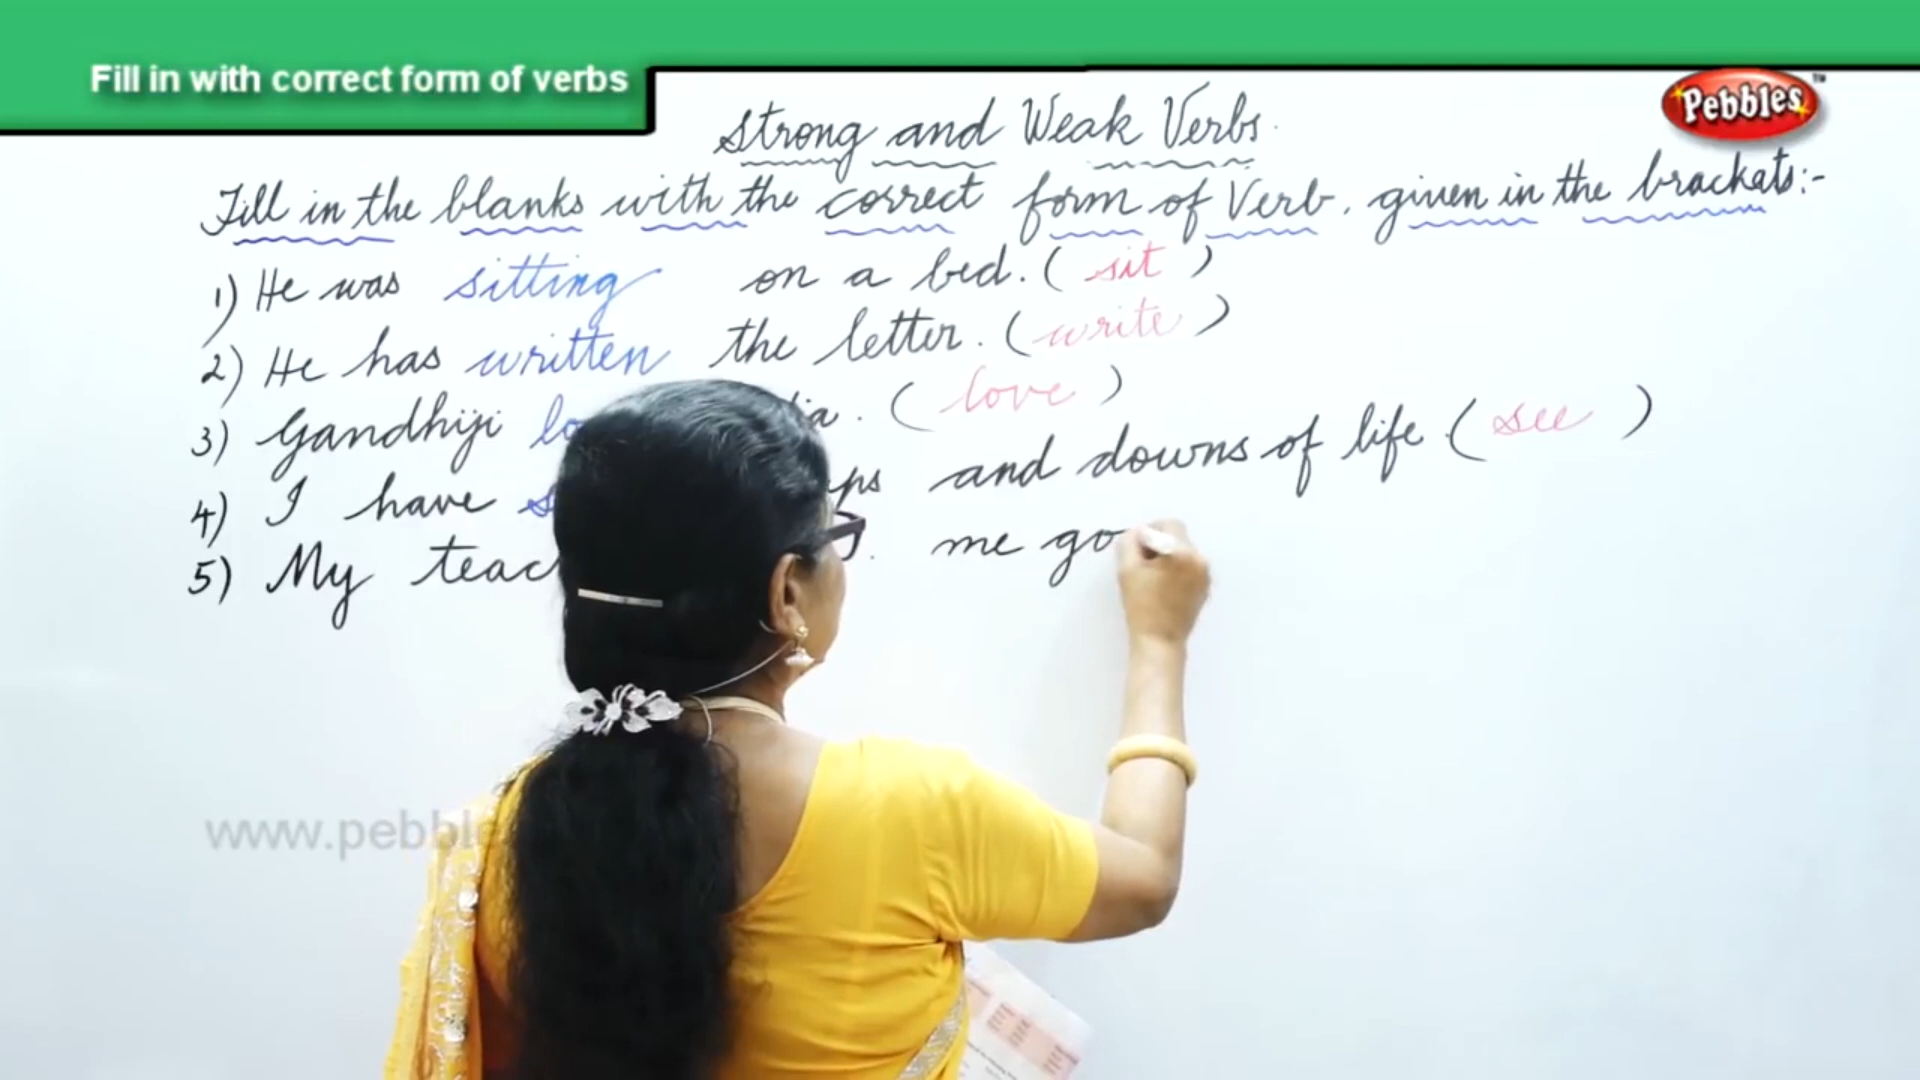 Fill in with correct form of verbs
Pebbles
Strong and Weak Verbs.
Fill in the blanks with the correct form of Verb, given in the brackets:-
1) He was sitting on a bed. ( sit )
2) He has written the letter. ( write )
3) Gandhiji ( love )
4) I have and downs of life. ( see )
5) My me
www.pebble